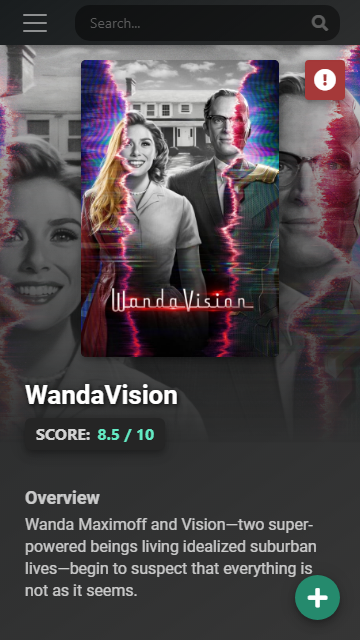 Search...
WandaVision
WandaVision
SCORE: 8.5 / 10
Overview
Wanda Maximoff and Vision—two super-
powered beings living idealized suburban
lives—begin to suspect that everything is
not as it seems.